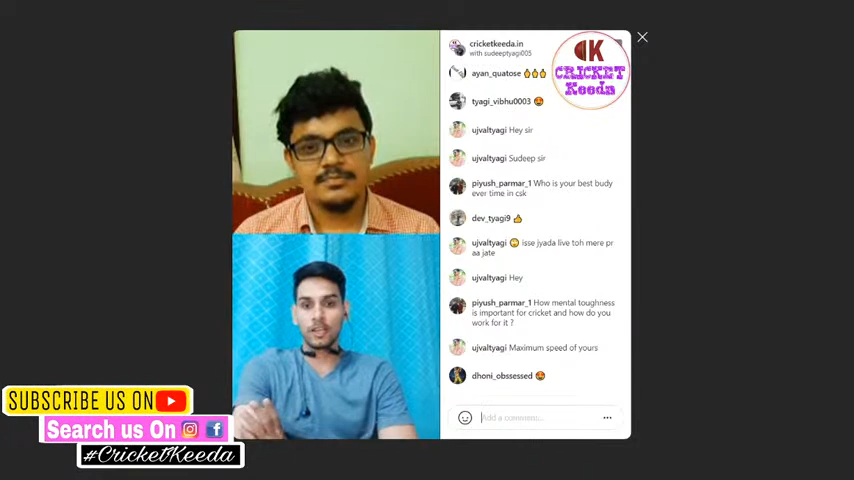 cricketkeeda.in
with sudeeptyagi005
CK
CRICKET
Keeda
ayan_quatose
tyagi_vibhu0003
ujvaltyagi Hey sir
ujvaltyagi Sudeep sir
piyush_parmar_1 Who is your best budy
ever time in csk
dev_tyagi9
ujvaltyagi isse jyada live toh mere pr
aa jate
ujvaltyagi Hey
piyush_parmar_1 How mental toughness
is important for cricket and how do you
work for it ?
ujvaltyagi Maximum speed of yours
dhoni_obssessed
Add a comment...
SUBSCRIBE US ON
Search us On
#CricketKeeda